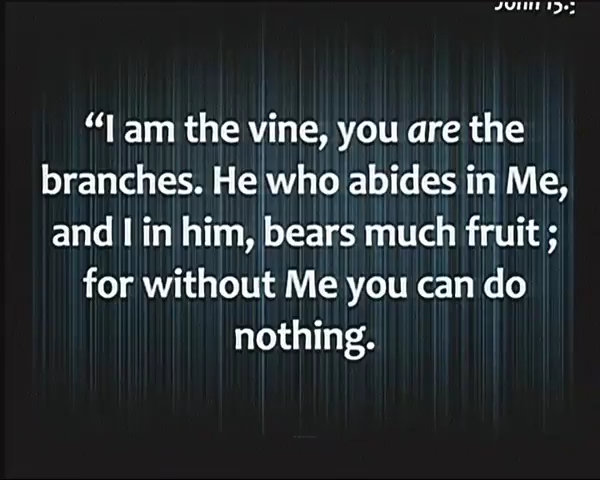 John 15:5
“I am the vine, you are the
branches. He who abides in Me,
and I in him, bears much fruit ;
for without Me you can do
nothing.